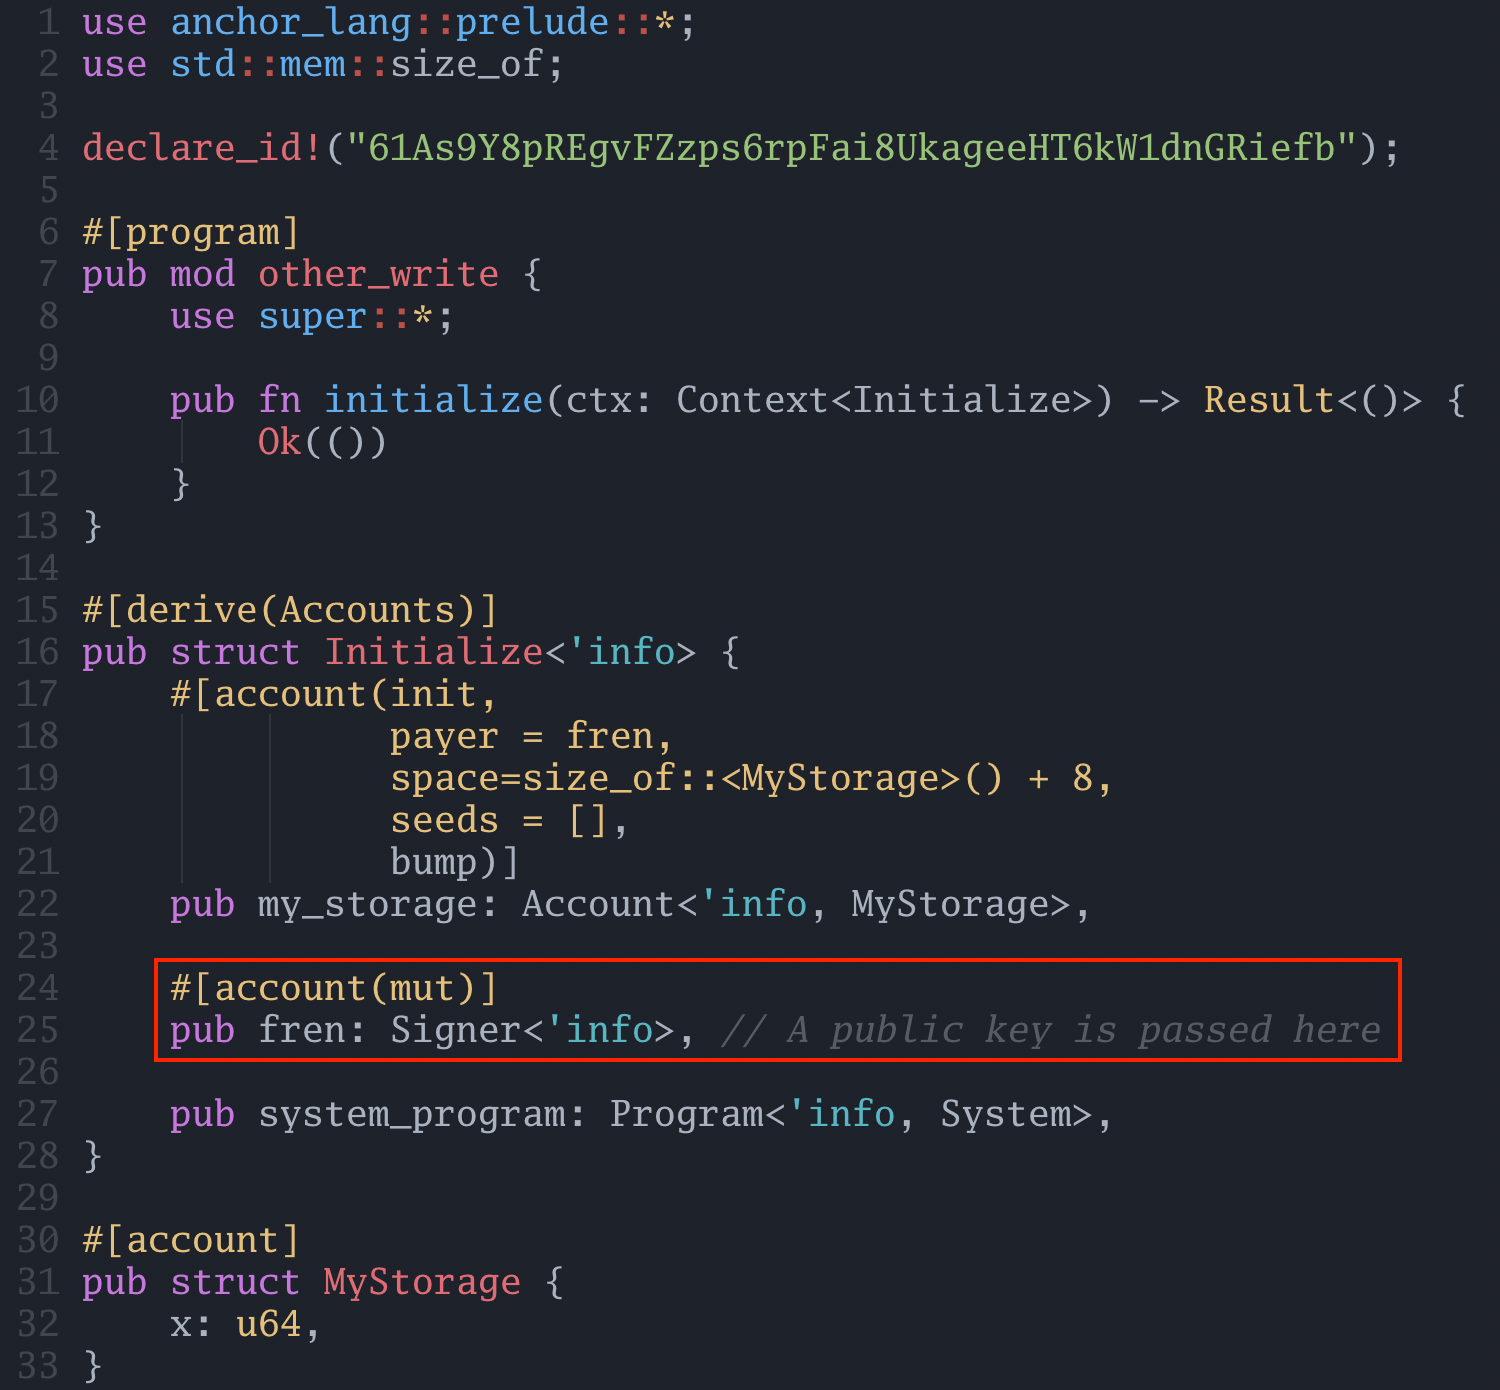 1 use anchor_lang::prelude::*;
2 use std::mem::size_of;
3
4 declare_id!("61As9Y8pREgvFZzps6rpFai8UkageeHT6kW1dnGRiefb");
5
6 #[program]
7 pub mod other_write {
8     use super::*;
9
10     pub fn initialize(ctx: Context<Initialize>) -> Result<()> {
11         Ok(())
12     }
13 }
14
15 #[derive(Accounts)]
16 pub struct Initialize<'info> {
17     #[account(init,
18               payer = fren,
19               space=size_of::<MyStorage>() + 8,
20               seeds = [],
21               bump)]
22     pub my_storage: Account<'info, MyStorage>,
23
24     #[account(mut)]
25     pub fren: Signer<'info>, // A public key is passed here
26
27     pub system_program: Program<'info, System>,
28 }
29
30 #[account]
31 pub struct MyStorage {
32     x: u64,
33 }